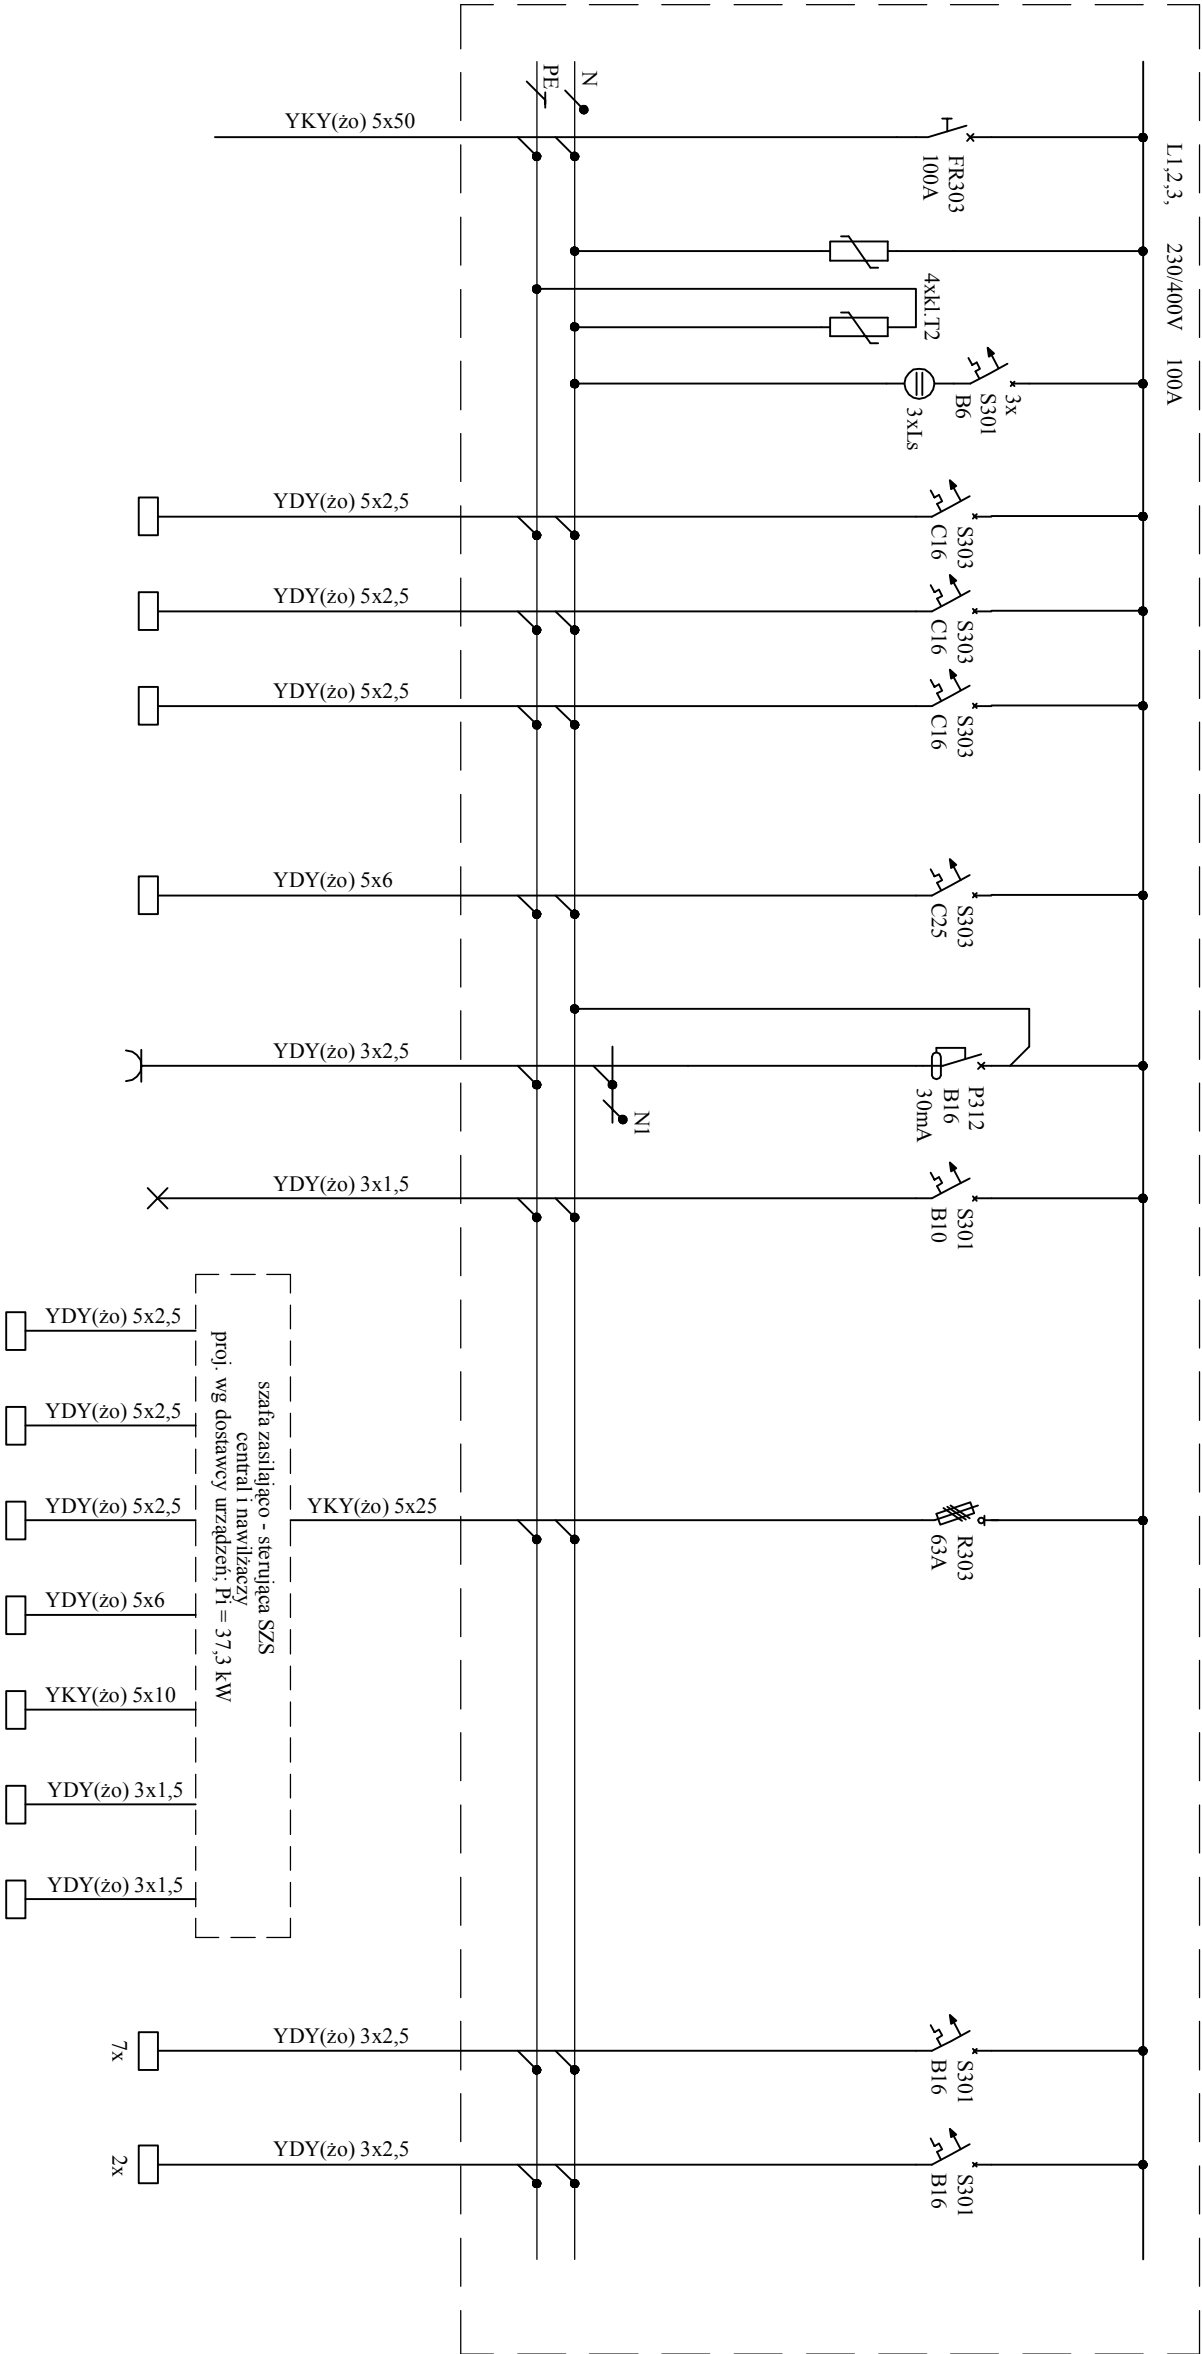 L1,2,3, 230/400V 100A
PE
N
YKY(żo) 5x50
FR303
100A
4xkl.T2
3x
S301
B6
3xLs
YDY(żo) 5x2,5
S303
C16
YDY(żo) 5x2,5
S303
C16
YDY(żo) 5x2,5
S303
C16
YDY(żo) 5x6
S303
C25
YDY(żo) 3x2,5
N1
P312
B16
30mA
YDY(żo) 3x1,5
S301
B10
YDY(żo) 5x2,5
YDY(żo) 5x2,5
YDY(żo) 5x2,5
YDY(żo) 5x6
YKY(żo) 5x10
YDY(żo) 3x1,5
YDY(żo) 3x1,5
szafa zasilająco - sterująca SZS
central i nawilżaczy
proj. wg dostawcy urządzeń; Pi = 37,3 kW
YKY(żo) 5x25
R303
63A
7x
YDY(żo) 3x2,5
S301
B16
2x
YDY(żo) 3x2,5
S301
B16